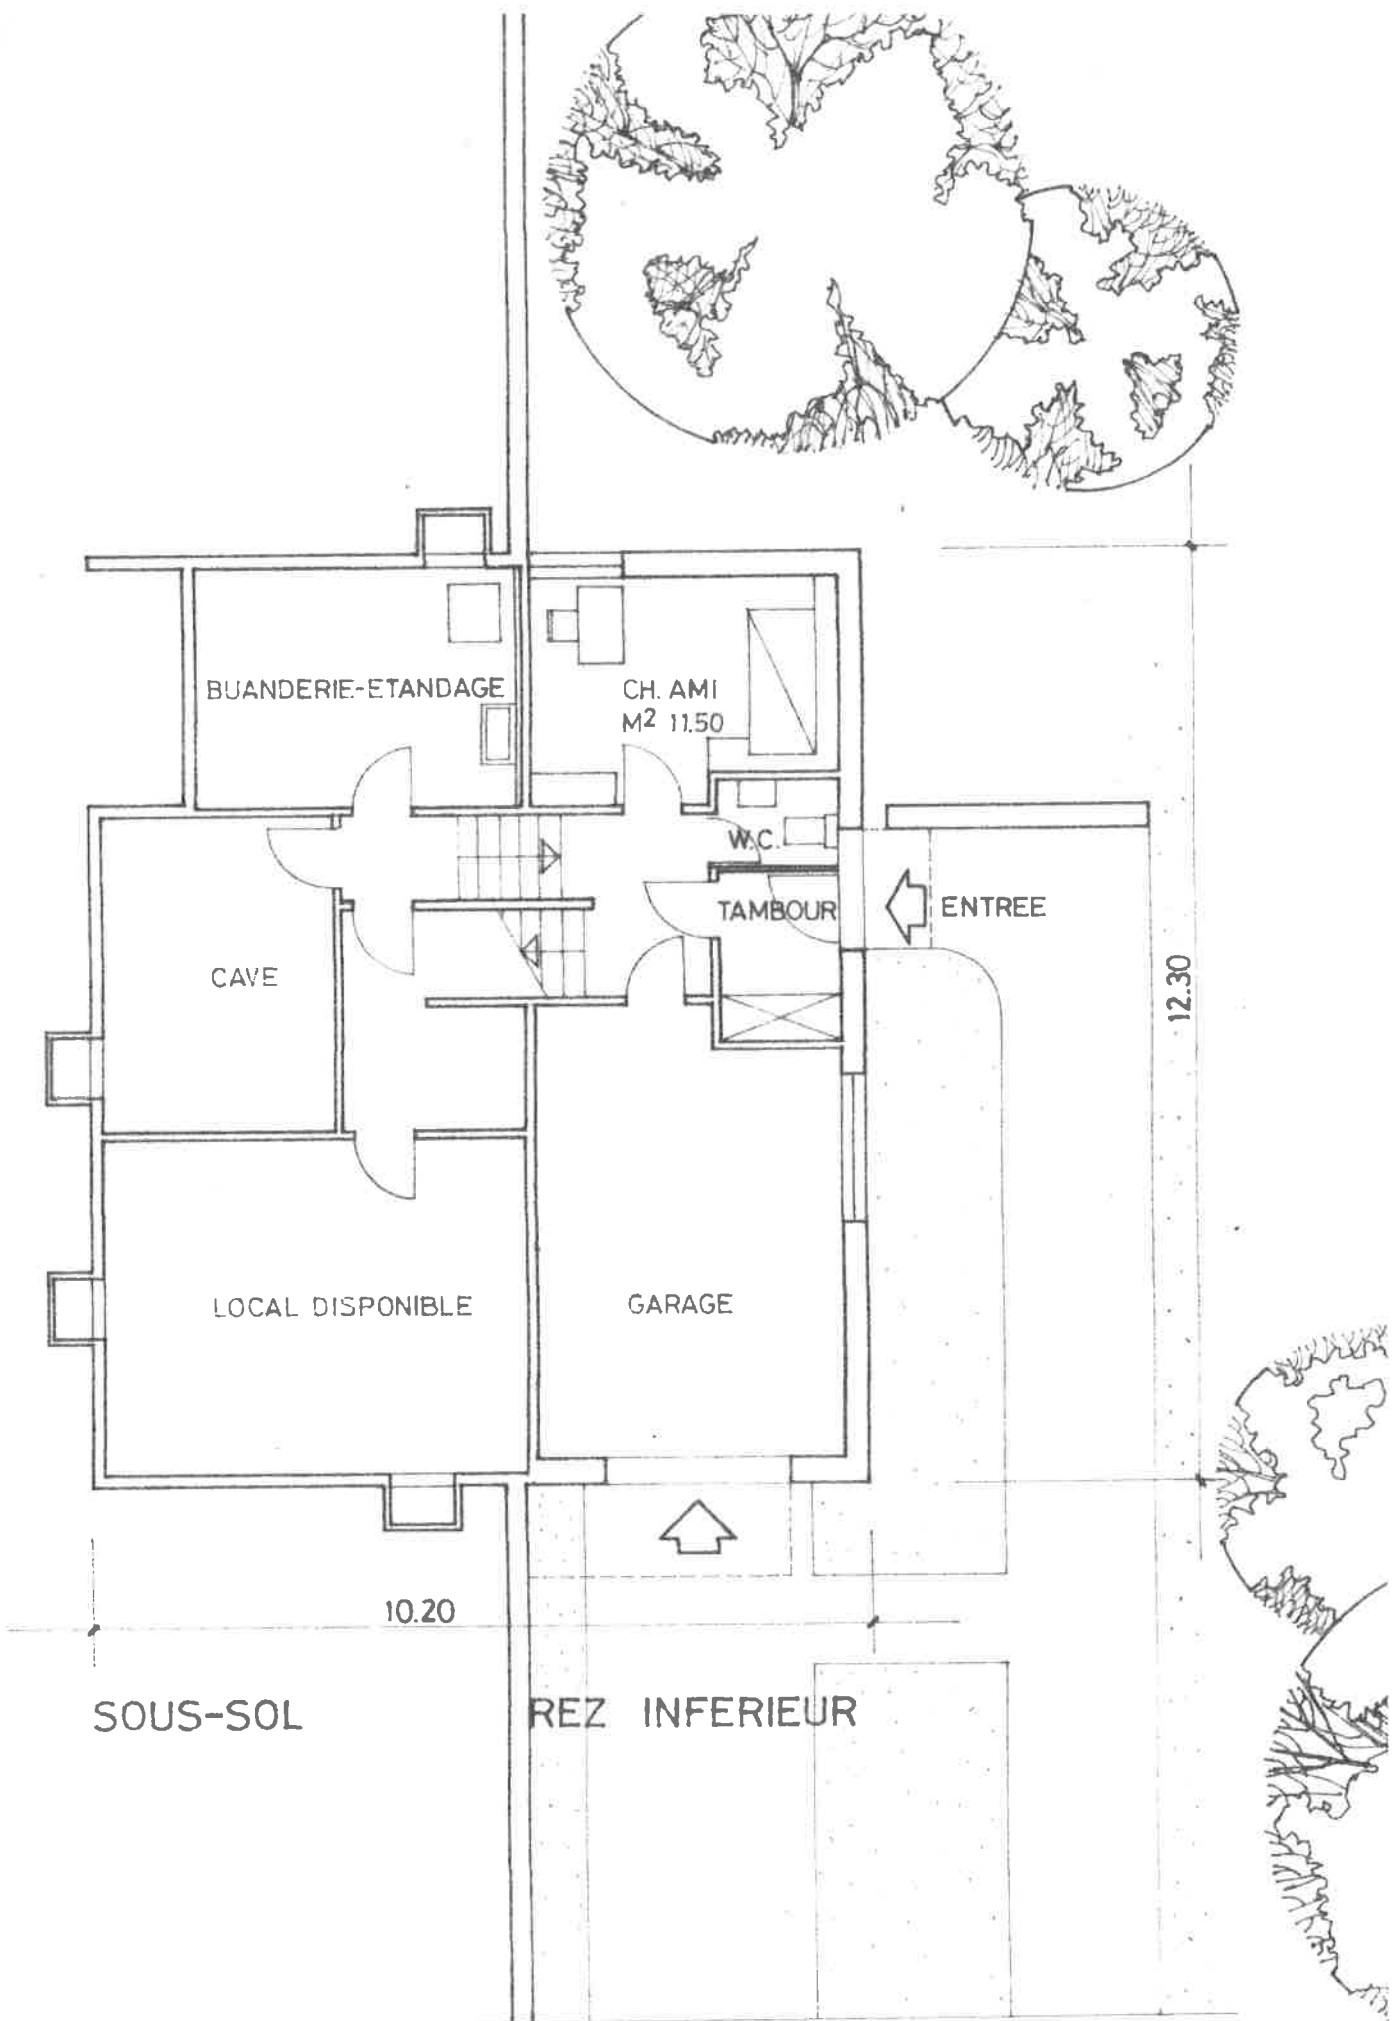 BUANDERIE-ETANDAGE
CH. AMI
M² 11.50
W.C.
TAMBOUR
ENTREE
CAVE
12.30
LOCAL DISPONIBLE
GARAGE
10.20
SOUS-SOL
REZ INFERIEUR